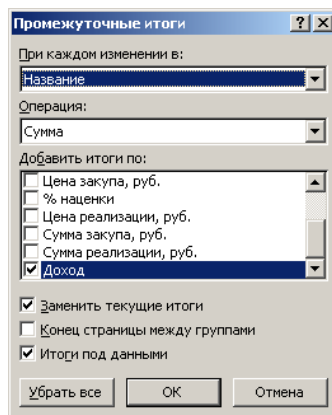 Промежуточные итоги
При каждом изменении в:
Название
Операция:
Сумма
Добавить итоги по:
Цена закупа, руб.
% наценки
Цена реализации, руб.
Сумма закупа, руб.
Сумма реализации, руб.
Доход
Заменить текущие итоги
Конец страницы между группами
Итоги под данными
Убрать все ОК Отмена